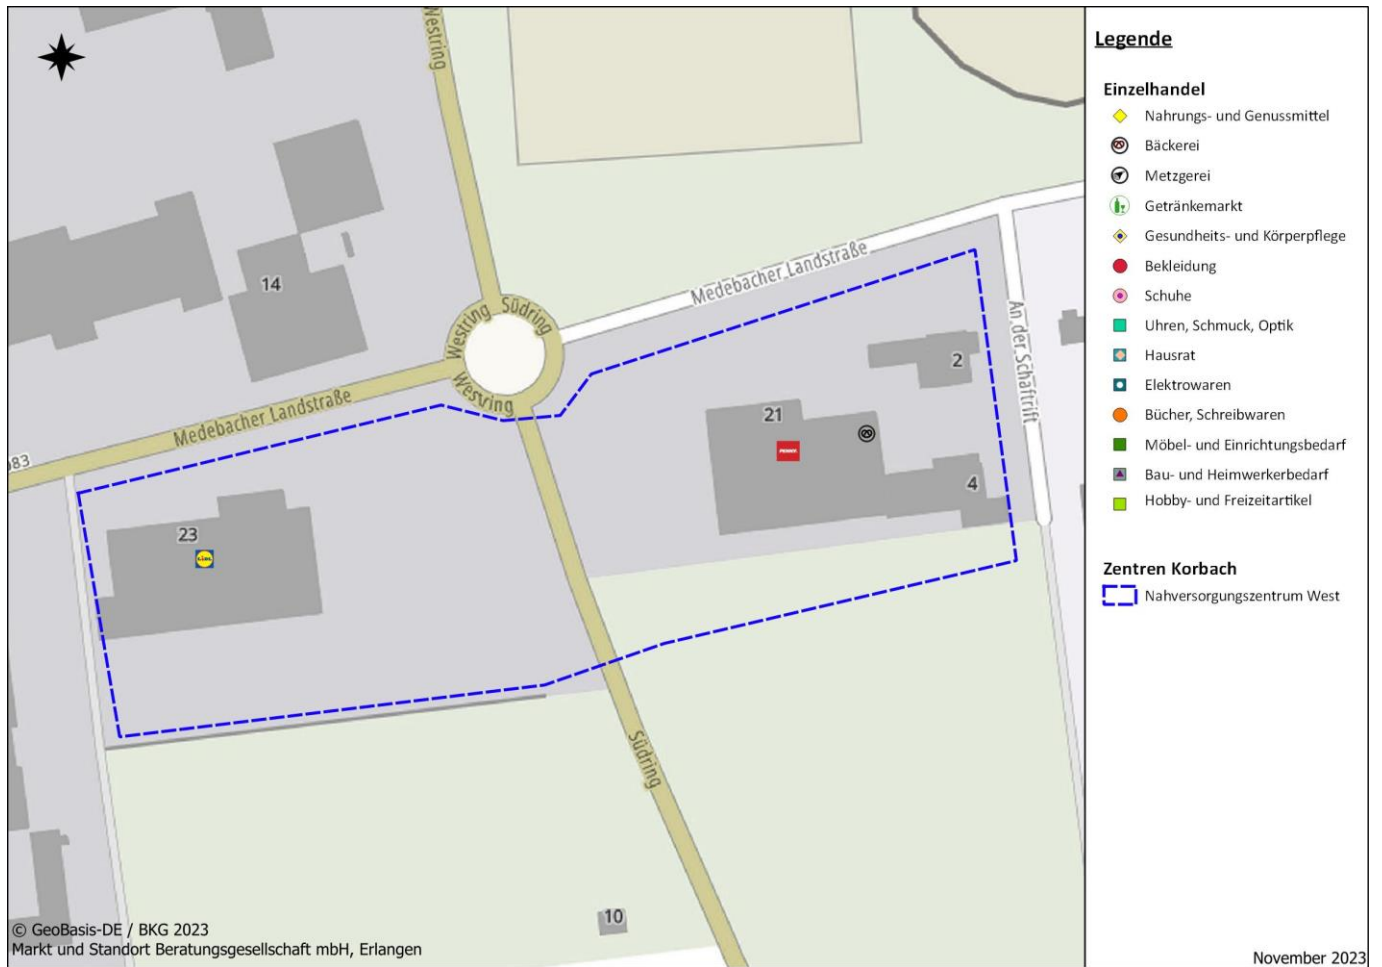 Westring
14
Medebacher Landstraße
Westring
Südring
Westring
Medebacher Landstraße
An der Schaftrift
2
21
PENNY.
4
83
23
LIDL
Südring
10
© GeoBasis-DE / BKG 2023
Markt und Standort Beratungsgesellschaft mbH, Erlangen
Legende
Einzelhandel
Nahrungs- und Genussmittel
Bäckerei
Metzgerei
Getränkemarkt
Gesundheits- und Körperpflege
Bekleidung
Schuhe
Uhren, Schmuck, Optik
Hausrat
Elektrowaren
Bücher, Schreibwaren
Möbel- und Einrichtungsbedarf
Bau- und Heimwerkerbedarf
Hobby- und Freizeitartikel
Zentren Korbach
Nahversorgungszentrum West
November 2023